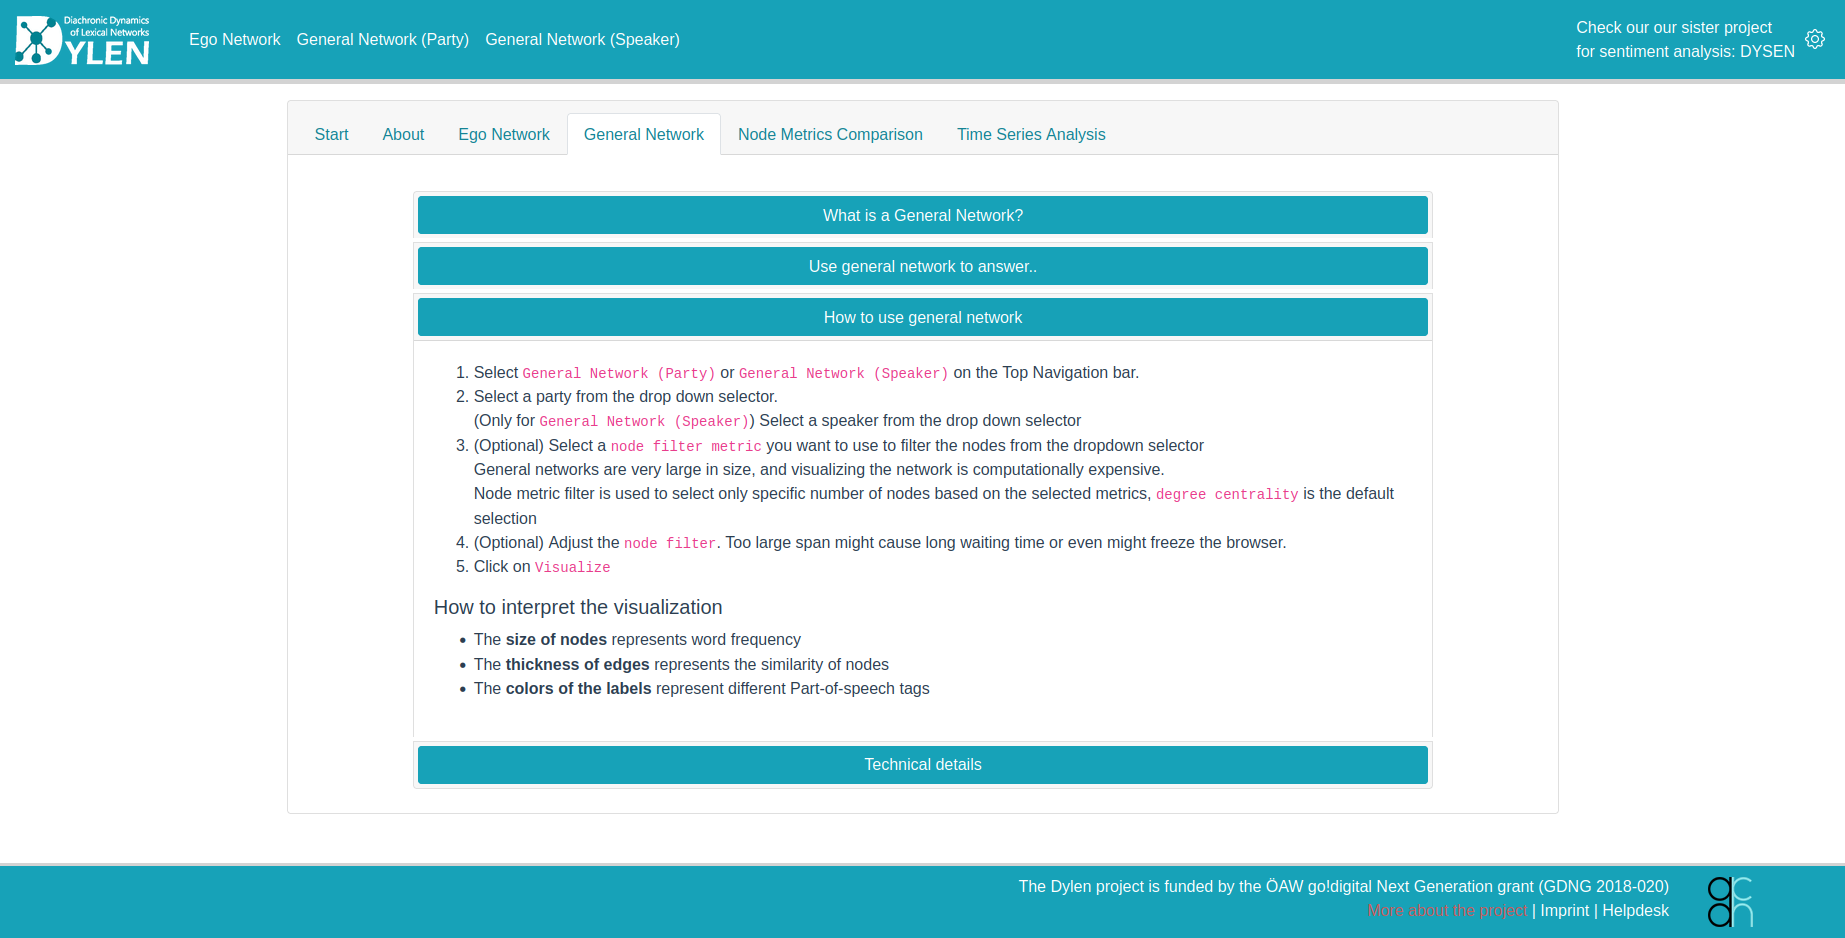 Diachronic Dynamics
of Lexical Networks
DYLEN
Ego Network General Network (Party) General Network (Speaker)
Check our our sister project
for sentiment analysis: DYSEN
Start About Ego Network General Network Node Metrics Comparison Time Series Analysis
What is a General Network?
Use general network to answer..
How to use general network
1. Select General Network (Party) or General Network (Speaker) on the Top Navigation bar.
2. Select a party from the drop down selector.
(Only for General Network (Speaker)) Select a speaker from the drop down selector
3. (Optional) Select a node filter metric you want to use to filter the nodes from the dropdown selector
General networks are very large in size, and visualizing the network is computationally expensive.
Node metric filter is used to select only specific number of nodes based on the selected metrics, degree centrality is the default
selection
4. (Optional) Adjust the node filter. Too large span might cause long waiting time or even might freeze the browser.
5. Click on Visualize
How to interpret the visualization
• The size of nodes represents word frequency
• The thickness of edges represents the similarity of nodes
• The colors of the labels represent different Part-of-speech tags
Technical details
The Dylen project is funded by the ÖAW go!digital Next Generation grant (GDNG 2018-020)
More about the project | Imprint | Helpdesk